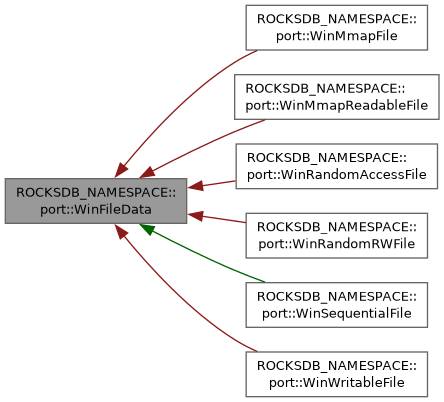 ROCKSDB_NAMESPACE::
port::WinMmapFile
ROCKSDB_NAMESPACE::
port::WinMmapReadableFile
ROCKSDB_NAMESPACE::
port::WinRandomAccessFile
ROCKSDB_NAMESPACE::
port::WinFileData
ROCKSDB_NAMESPACE::
port::WinRandomRWFile
ROCKSDB_NAMESPACE::
port::WinSequentialFile
ROCKSDB_NAMESPACE::
port::WinWritableFile